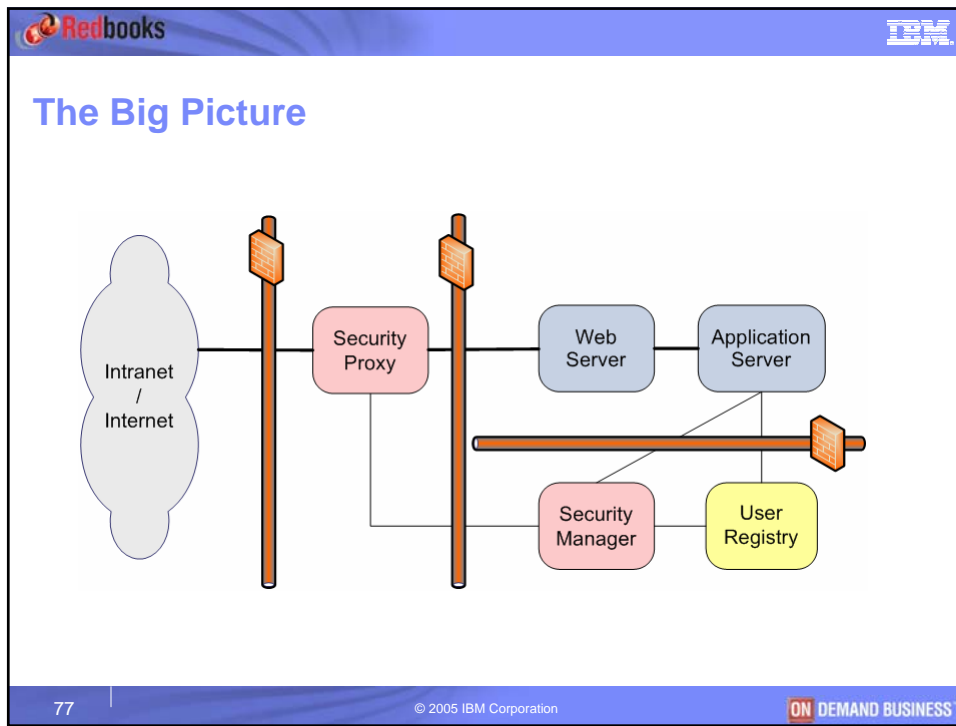 Redbooks
IBM
The Big Picture
Intranet
/
Internet
Security
Proxy
Web
Server
Application
Server
Security
Manager
User
Registry
77
© 2005 IBM Corporation
ON DEMAND BUSINESS